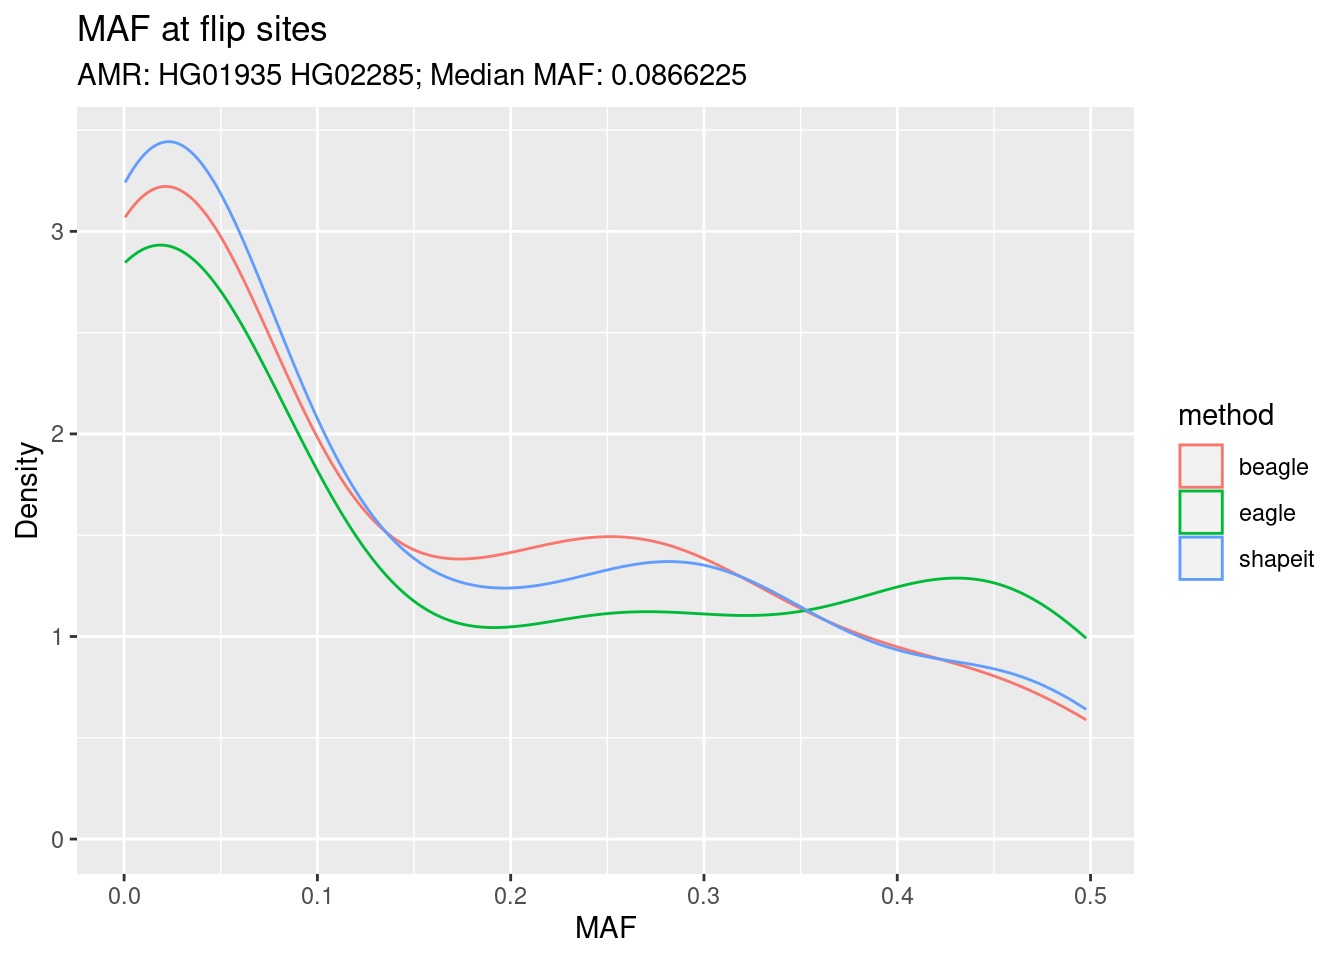 MAF at flip sites
AMR: HG01935 HG02285; Median MAF: 0.0866225
Density
3
2
1
0
0.0 0.1 0.2 0.3 0.4 0.5
MAF
method
beagle
eagle
shapeit